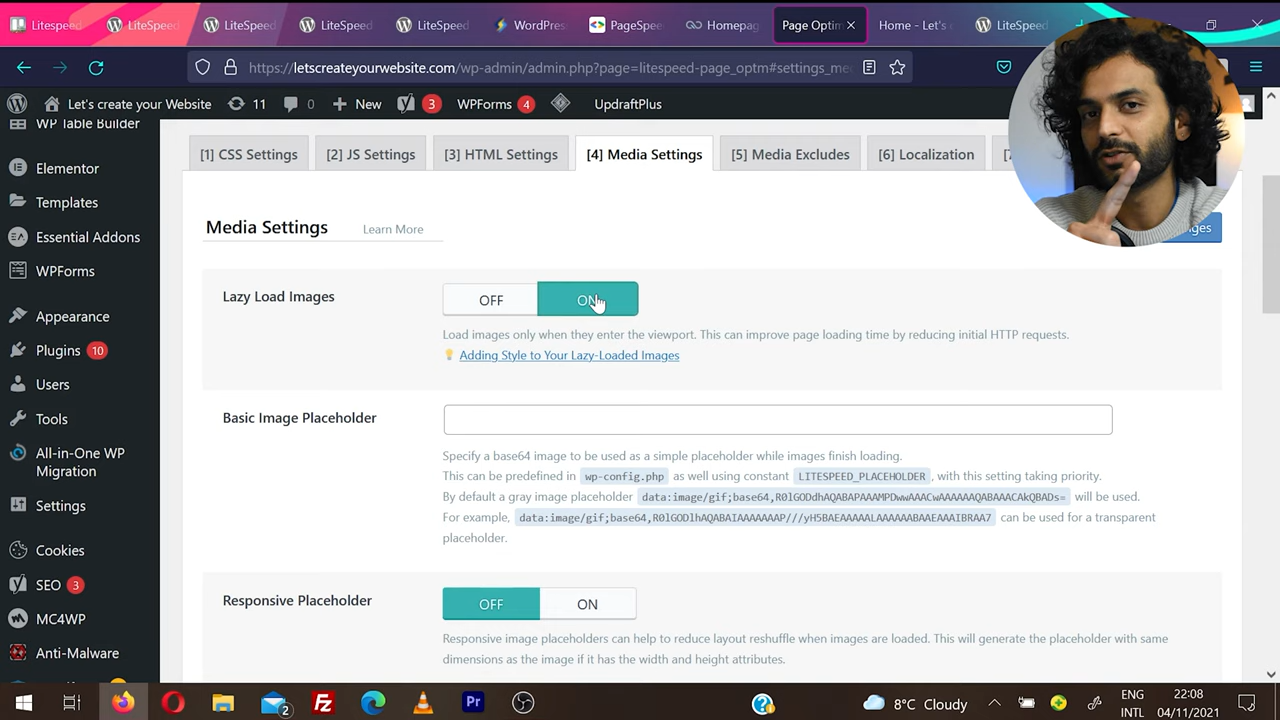 Litespeed
LiteSpeed
LiteSpeed
LiteSpeed
LiteSpeed
WordPres
PageSpe
Homepag
Page Optim
Home - Let's
LiteSpeed
https://letscreateyourwebsite.com/wp-admin/admin.php?page=litespeed-page_optm#settings_me
Let's create your Website
11
0
New
3
WPForms
4
UpdraftPlus
WP Table Builder
Elementor
Templates
Essential Addons
WPForms
Appearance
Plugins 10
Users
Tools
All-in-One WP
Migration
Settings
Cookies
SEO 3
MC4WP
Anti-Malware
[1] CSS Settings
[2] JS Settings
[3] HTML Settings
[4] Media Settings
[5] Media Excludes
[6] Localization
Media Settings
Learn More
Lazy Load Images
OFF
ON
Load images only when they enter the viewport. This can improve page loading time by reducing initial HTTP requests.
Adding Style to Your Lazy-Loaded Images
Basic Image Placeholder
Specify a base64 image to be used as a simple placeholder while images finish loading.
This can be predefined in wp-config.php as well using constant LITESPEED_PLACEHOLDER, with this setting taking priority.
By default a gray image placeholder data:image/gif;base64,R0lGODdhAQABAPAAAMPDwwAAACwAAAAAAQABAAACAkQBADs= will be used.
For example, data:image/gif;base64,R0lGODlhAQABAIAAAAAAAP///yH5BAEAAAAALAAAAAABAAEAAAIBRAA7 can be used for a transparent
placeholder.
Responsive Placeholder
OFF
ON
Responsive image placeholders can help to reduce layout reshuffle when images are loaded. This will generate the placeholder with same
dimensions as the image if it has the width and height attributes.
2
Pr
8°C Cloudy
ENG
INTL
22:08
04/11/2021